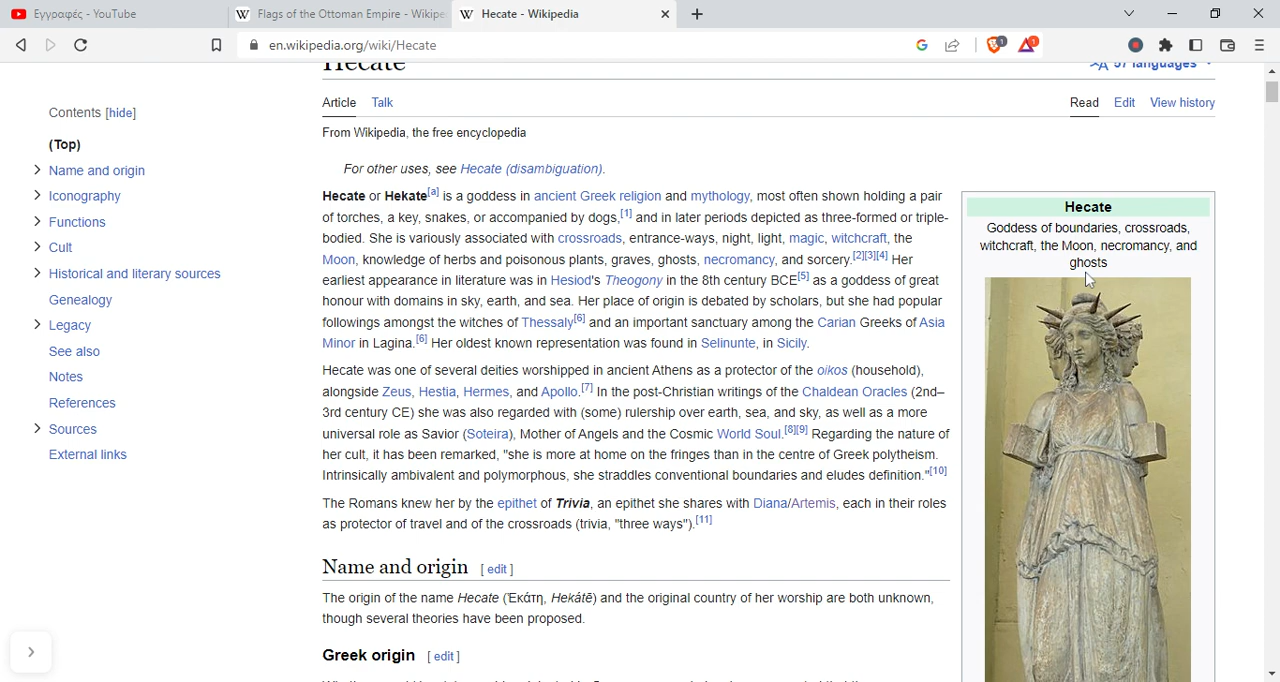 Εγγραφές - YouTube
Flags of the Ottoman Empire - Wikipe
Hecate - Wikipedia
en.wikipedia.org/wiki/Hecate
1
1
Hecate
57 languages
Contents [hide]
Article Talk
Read Edit View history
From Wikipedia, the free encyclopedia
(Top)
Name and origin
Iconography
Functions
Cult
Historical and literary sources
Genealogy
Legacy
See also
Notes
References
Sources
External links
For other uses, see Hecate (disambiguation).
Hecate or Hekate[a] is a goddess in ancient Greek religion and mythology, most often shown holding a pair
of torches, a key, snakes, or accompanied by dogs,[1] and in later periods depicted as three-formed or triple-
bodied. She is variously associated with crossroads, entrance-ways, night, light, magic, witchcraft, the
Moon, knowledge of herbs and poisonous plants, graves, ghosts, necromancy, and sorcery.[2][3][4] Her
earliest appearance in literature was in Hesiod's Theogony in the 8th century BCE[5] as a goddess of great
honour with domains in sky, earth, and sea. Her place of origin is debated by scholars, but she had popular
followings amongst the witches of Thessaly[6] and an important sanctuary among the Carian Greeks of Asia
Minor in Lagina.[6] Her oldest known representation was found in Selinunte, in Sicily.
Hecate was one of several deities worshipped in ancient Athens as a protector of the oikos (household),
alongside Zeus, Hestia, Hermes, and Apollo.[7] In the post-Christian writings of the Chaldean Oracles (2nd–
3rd century CE) she was also regarded with (some) rulership over earth, sea, and sky, as well as a more
universal role as Savior (Soteira), Mother of Angels and the Cosmic World Soul.[8][9] Regarding the nature of
her cult, it has been remarked, "she is more at home on the fringes than in the centre of Greek polytheism.
Intrinsically ambivalent and polymorphous, she straddles conventional boundaries and eludes definition."[10]
The Romans knew her by the epithet of Trivia, an epithet she shares with Diana/Artemis, each in their roles
as protector of travel and of the crossroads (trivia, "three ways").[11]
Name and origin [ edit ]
The origin of the name Hecate (Ἑκάτη, Hekátē) and the original country of her worship are both unknown,
though several theories have been proposed.
Greek origin [ edit ]
Hecate
Goddess of boundaries, crossroads,
witchcraft, the Moon, necromancy, and
ghosts